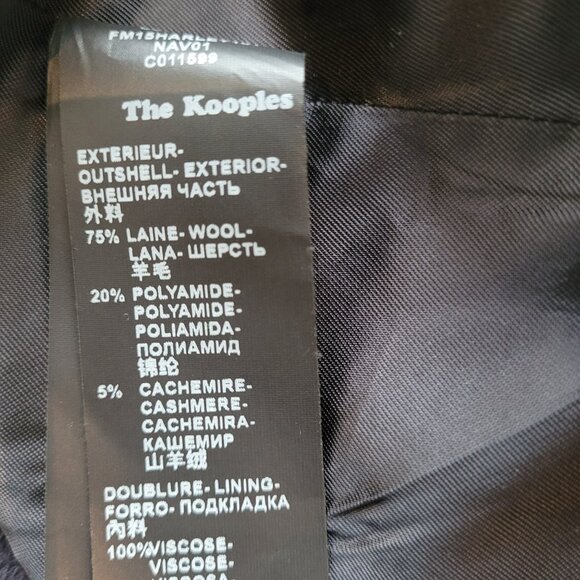 NAV01
C011599
The Kooples
EXTERIEUR-
OUTSHELL- EXTERIOR-
ВНЕШНЯЯ ЧАСТЬ
外料
75% LAINE- WOOL-
LANA- ШЕРСТЬ
羊毛
20% POLYAMIDE-
POLYAMIDE-
POLIAMIDA-
ПОЛИАМИД
锦纶
5% CACHEMIRE-
CASHMERE-
CACHEMIRA-
КАШЕМИР
山羊绒
DOUBLURE- LINING-
FORRO- ПОДКЛАДКА
內料
100%VISCOSE-
VISCOSE-